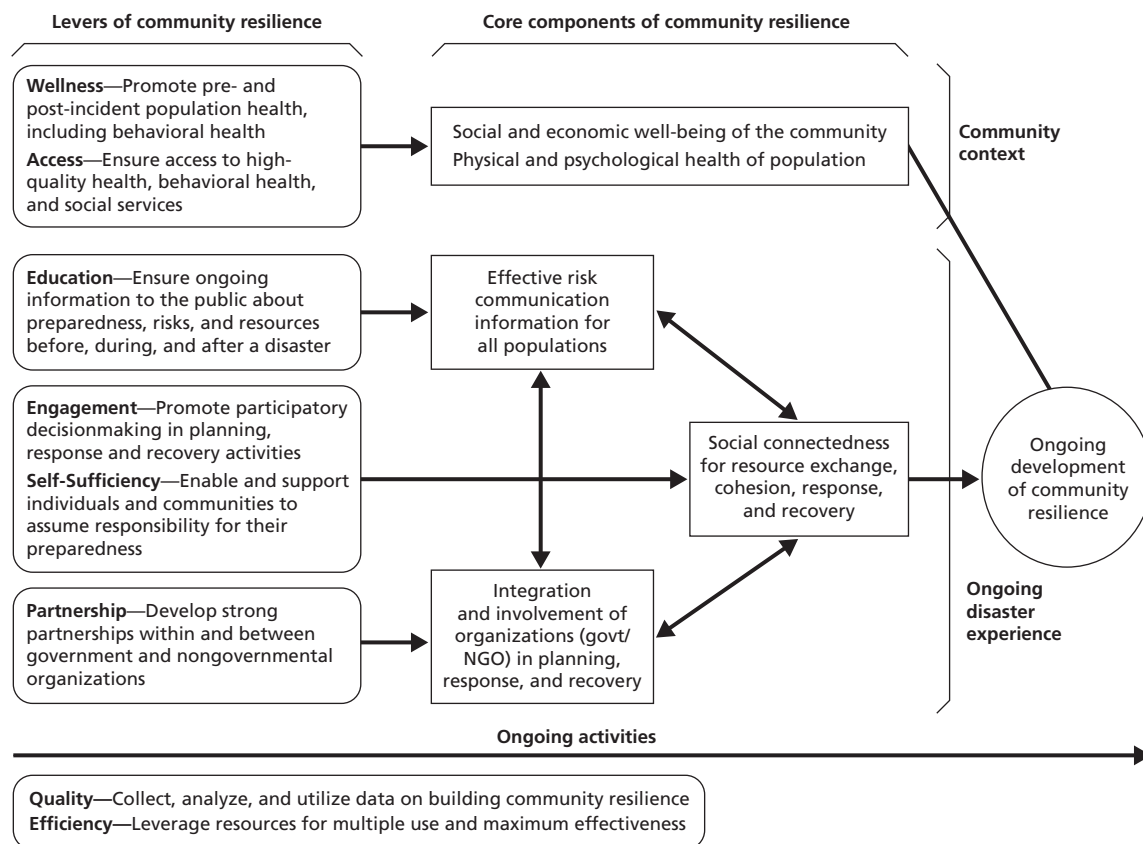 Levers of community resilience
Core components of community resilience
Wellness—Promote pre- and
post-incident population health,
including behavioral health
Access—Ensure access to high-
quality health, behavioral health,
and social services
Social and economic well-being of the community
Physical and psychological health of population
Community
context
Education—Ensure ongoing
information to the public about
preparedness, risks, and resources
before, during, and after a disaster
Effective risk
communication
information for
all populations
Engagement—Promote participatory
decisionmaking in planning,
response and recovery activities
Self-Sufficiency—Enable and support
individuals and communities to
assume responsibility for their
preparedness
Social connectedness
for resource exchange,
cohesion, response,
and recovery
Ongoing
development
of community
resilience
Partnership—Develop strong
partnerships within and between
government and nongovernmental
organizations
Integration
and involvement of
organizations (govt/
NGO) in planning,
response, and recovery
Ongoing
disaster
experience
Ongoing activities
Quality—Collect, analyze, and utilize data on building community resilience
Efficiency—Leverage resources for multiple use and maximum effectiveness